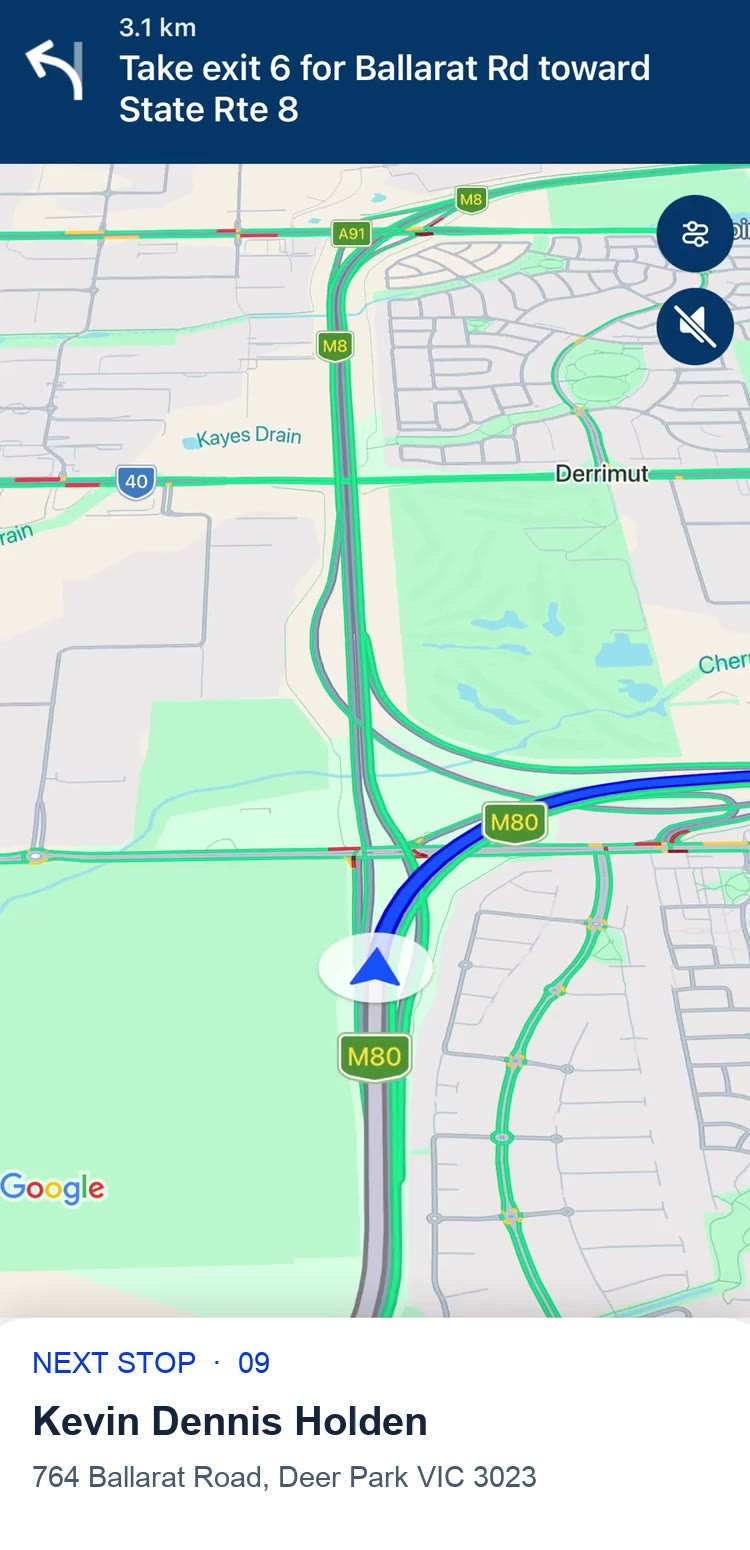 3.1 km
Take exit 6 for Ballarat Rd toward
State Rte 8
M8
A91
M8
Kayes Drain
40
Derrimut
rain
Cher
M80
M80
Google
NEXT STOP · 09
Kevin Dennis Holden
764 Ballarat Road, Deer Park VIC 3023